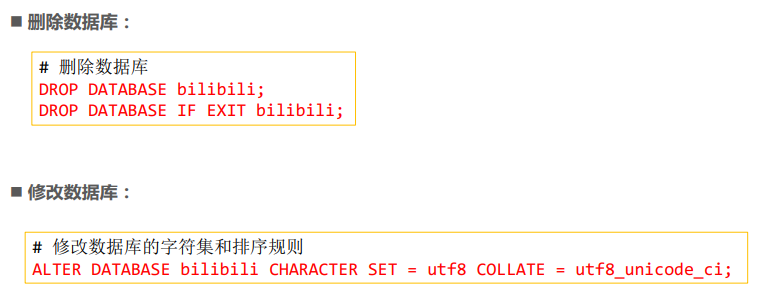 ■ 删除数据库：
# 删除数据库
DROP DATABASE bilibili;
DROP DATABASE IF EXIT bilibili;
■ 修改数据库：
# 修改数据库的字符集和排序规则
ALTER DATABASE bilibili CHARACTER SET = utf8 COLLATE = utf8_unicode_ci;